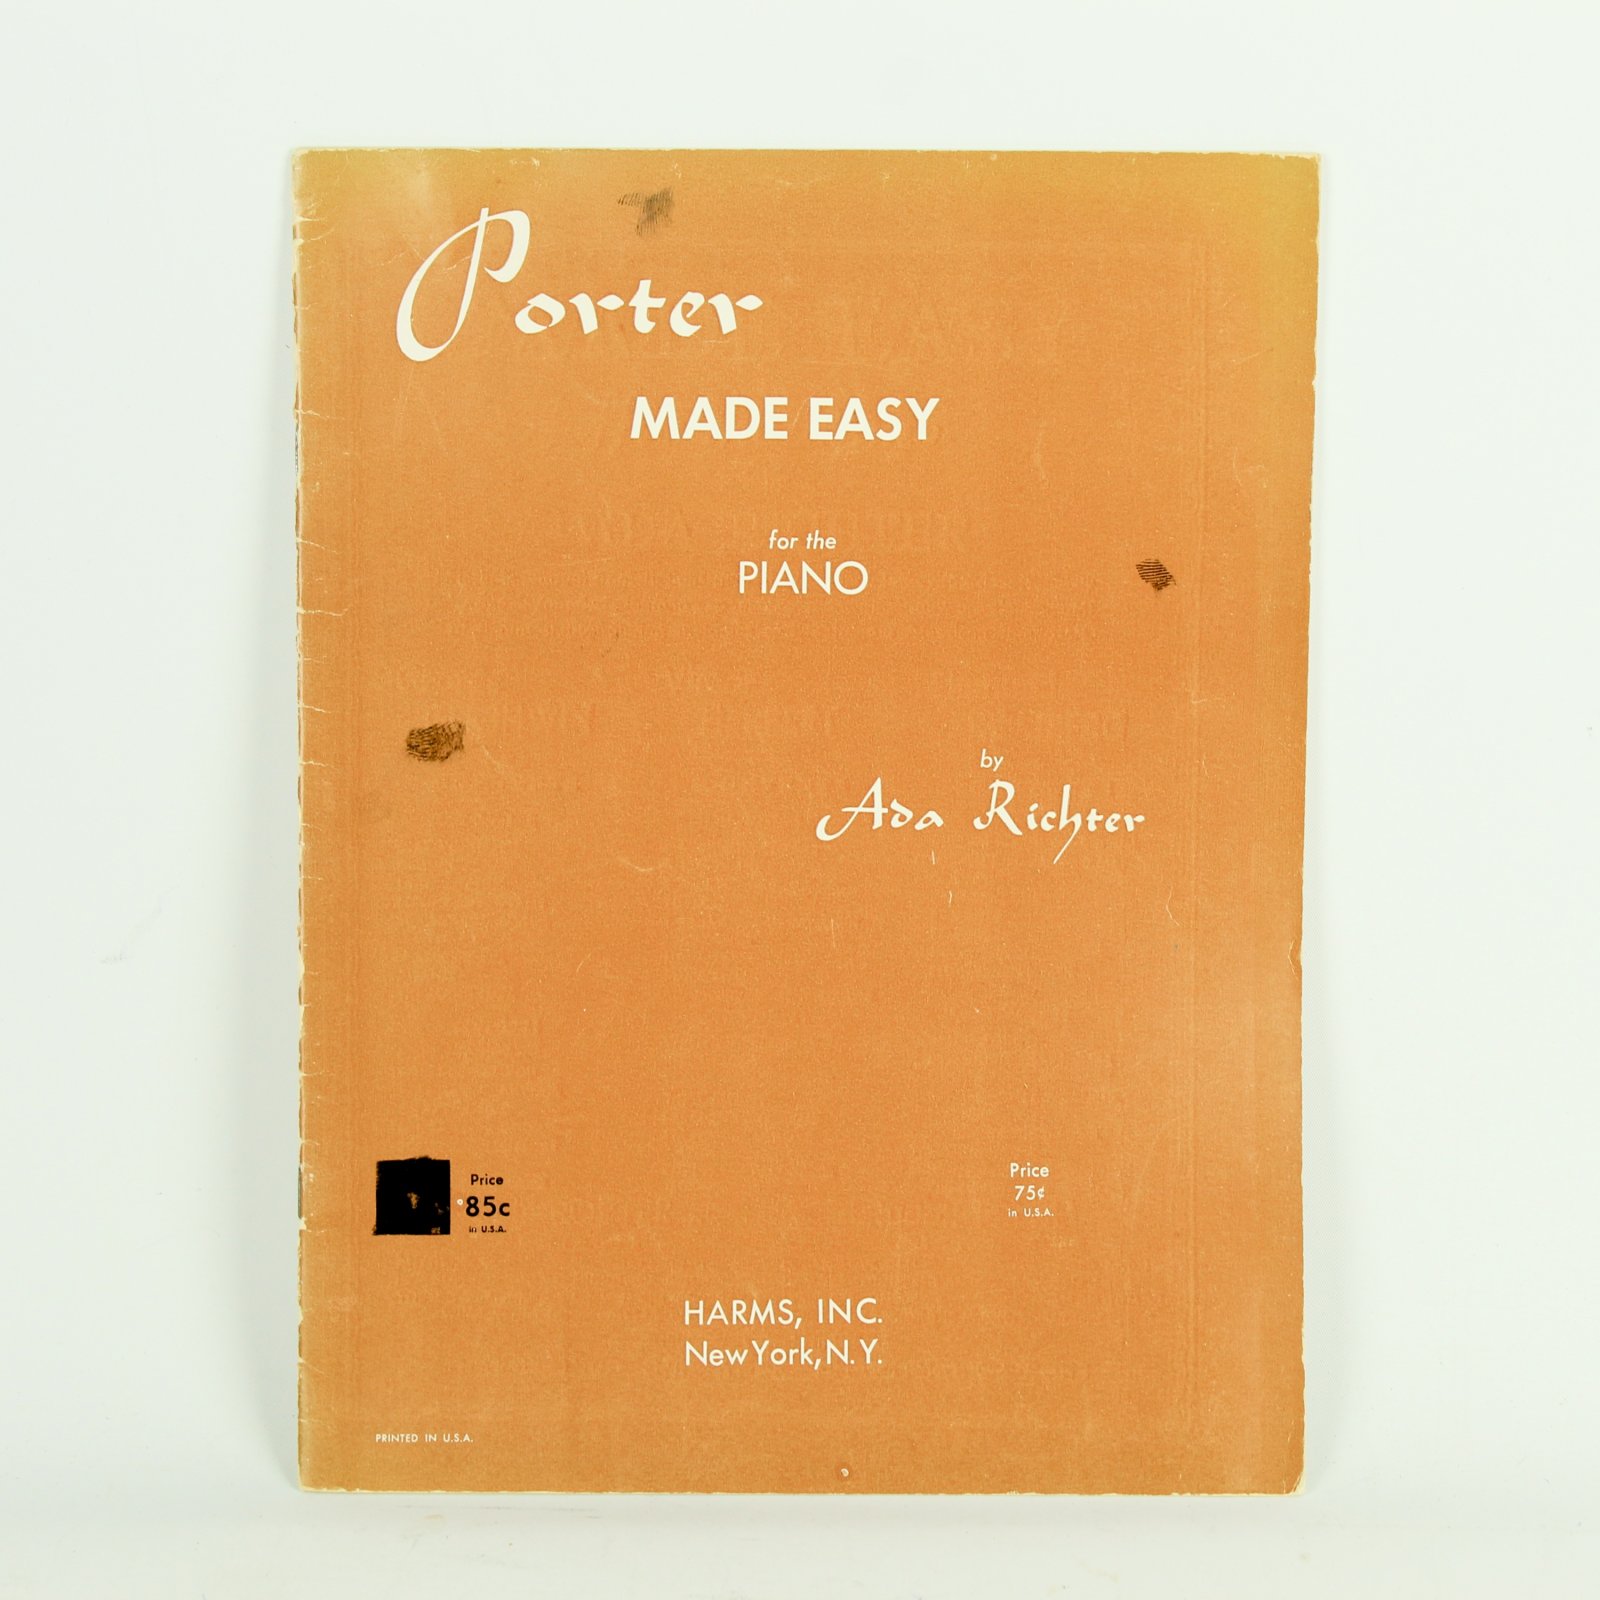 Porter
MADE EASY
for the
PIANO
by
Ada Richter
Price
85c
in U.S.A.
Price
75¢
in U.S.A.
HARMS, INC.
New York, N.Y.
PRINTED IN U.S.A.